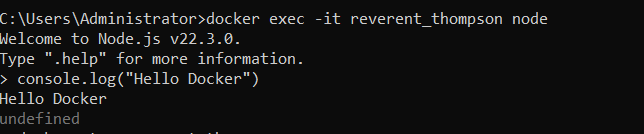 C:\Users\Administrator>docker exec -it reverent_thompson node
Welcome to Node.js v22.3.0.
Type ".help" for more information.
> console.log("Hello Docker")
Hello Docker
undefined